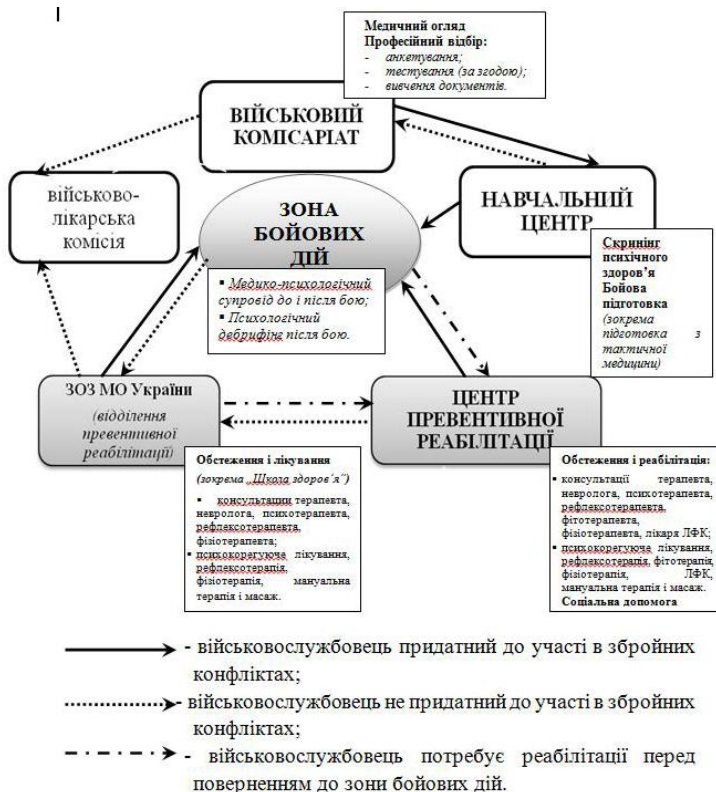 Медичний огляд
Професійний відбір:
- анкетування;
- тестування (за згодою);
- вивчення документів.
ВІЙСЬКОВИЙ
КОМІСАРІАТ
військово-
лікарська
комісія
ЗОНА
БОЙОВИХ
ДІЙ
НАВЧАЛЬНИЙ
ЦЕНТР
▪ Медико-психологічний
супровід до і після бою;
▪ Психологічний
дебрифінг після бою.
Скринінг
психічного
здоров’я
Бойова
підготовка
(зокрема
підготовка з
тактичної
медицини)
ЗОЗ МО України
(відділення
превентивної
реабілітації)
ЦЕНТР
ПРЕВЕНТИВНОЇ
РЕАБІЛІТАЦІЇ
Обстеження і лікування
(зокрема „Школа здоров’я”)
▪ консультации терапевта,
невролога, психотерапевта,
рефлексотерапевта,
фізіотерапевта;
▪ психокорегуюче лікування,
рефлексотерапія,
фізіотерапія, мануальна
терапія і масаж.
Обстеження і реабілітація:
▪ консультації терапевта,
невролога, психотерапевта,
рефлексотерапевта,
фітотерапевта,
фізіотерапевта, лікаря ЛФК;
▪ психокорегуюче лікування,
рефлексотерапія, фітотерапія,
фізіотерапія, ЛФК,
мануальна терапія і масаж.
Соціальна допомога
- військовослужбовець придатний до участі в збройних
конфліктах;
- військовослужбовець не придатний до участі в збройних
конфліктах;
- військовослужбовець потребує реабілітації перед
поверненням до зони бойових дій.